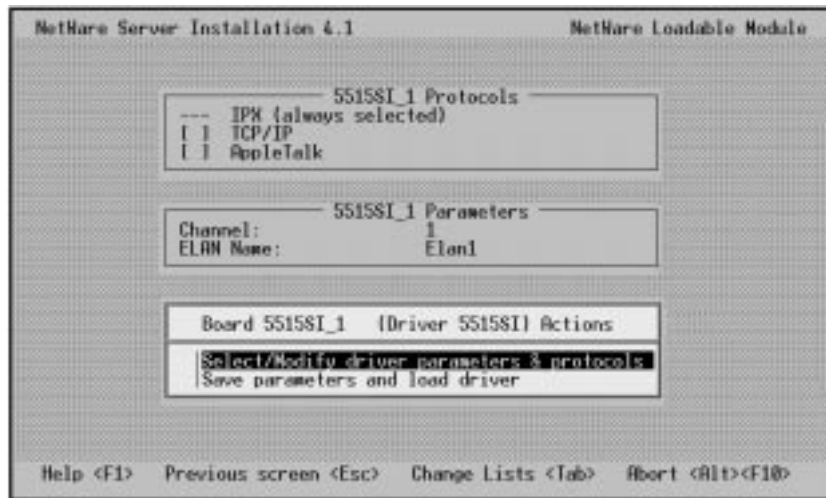 NetWare Server Installation 4.1 NetWare Loadable Module
5515SI_1 Protocols
--- IPX (always selected)
[ ] TCP/IP
[ ] AppleTalk
5515SI_1 Parameters
Channel: 1
ELAN Name: Elan1
Board 5515SI_1 (Driver 5515SI) Actions
Select/Modify driver parameters & protocols
Save parameters and load driver
Help <F1> Previous screen <Esc> Change Lists <Tab> Abort <Alt><F10>